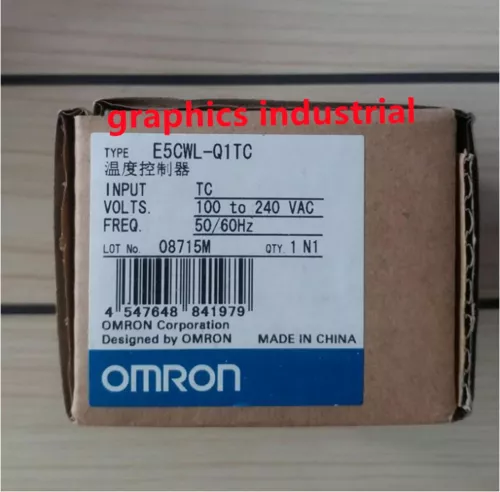 graphics industrial
TYPE E5CWL-Q1TC
温度控制器
INPUT TC
VOLTS. 100 to 240 VAC
FREQ. 50/60Hz
LOT No. 08715M QTY. 1 N1
4 547648 841979
OMRON Corporation
Designed by OMRON MADE IN CHINA
OMRON